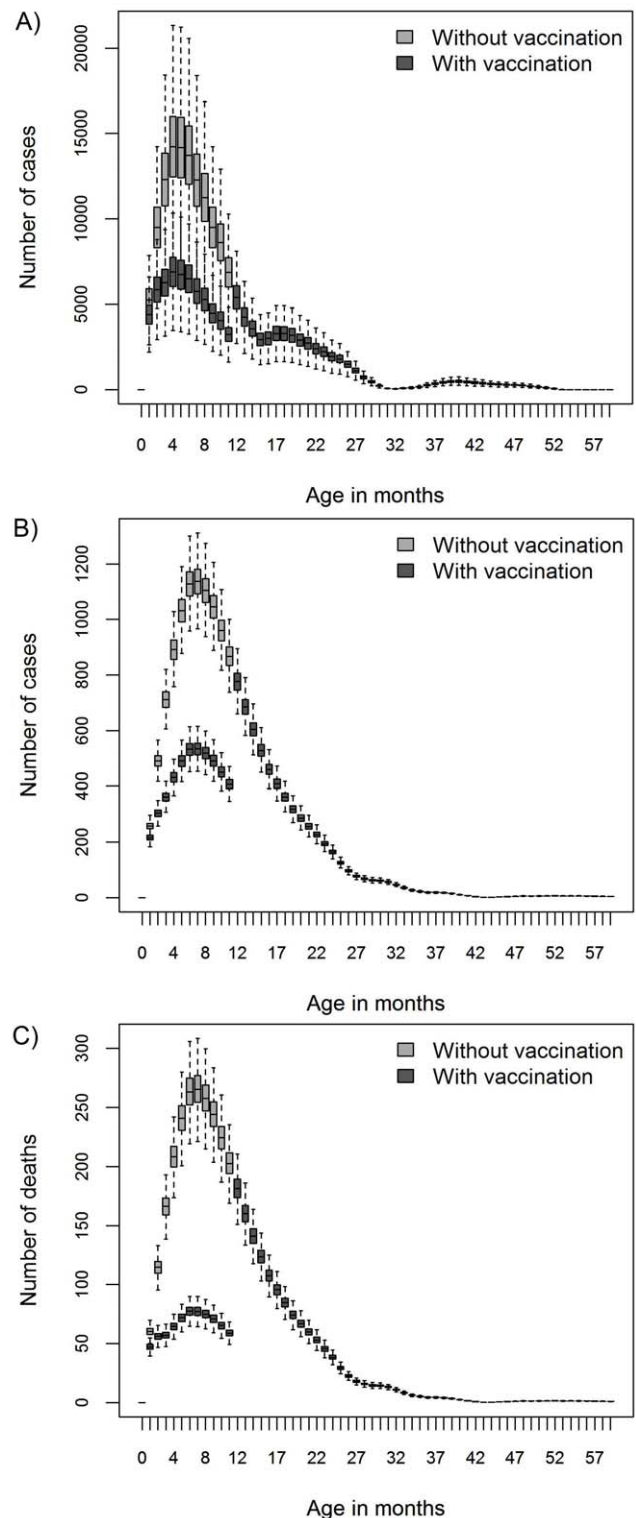 A)
Without vaccination
With vaccination
Number of cases
0 5000 10000 15000 20000
0 4 8 12 17 22 27 32 37 42 47 52 57
Age in months
B)
Without vaccination
With vaccination
Number of cases
0 200 400 600 800 1000 1200
0 4 8 12 17 22 27 32 37 42 47 52 57
Age in months
C)
Without vaccination
With vaccination
Number of deaths
0 50 100 150 200 250 300
0 4 8 12 17 22 27 32 37 42 47 52 57
Age in months